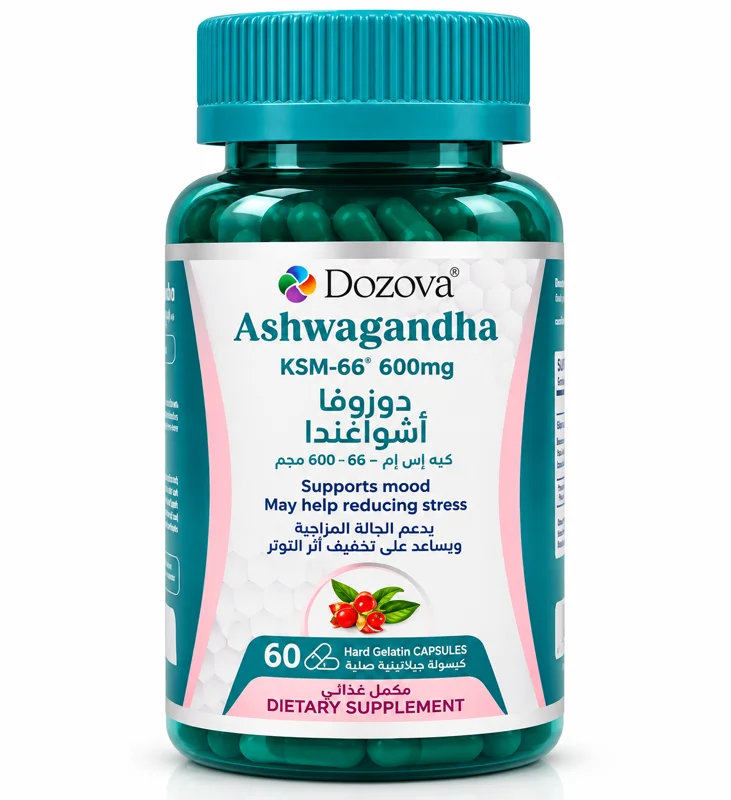 Dozova®
Ashwagandha
KSM-66® 600mg
دوزوفا
أشواغندا
كيه إس إم - 66 - 600 مجم
Supports mood
May help reducing stress
يدعم الجالة المزاجية
ويساعد على تخفيف أثر التوتر
60 Hard Gelatin CAPSULES
كبسولة جيلاتينية صلبة
مكمل غذائي
DIETARY SUPPLEMENT